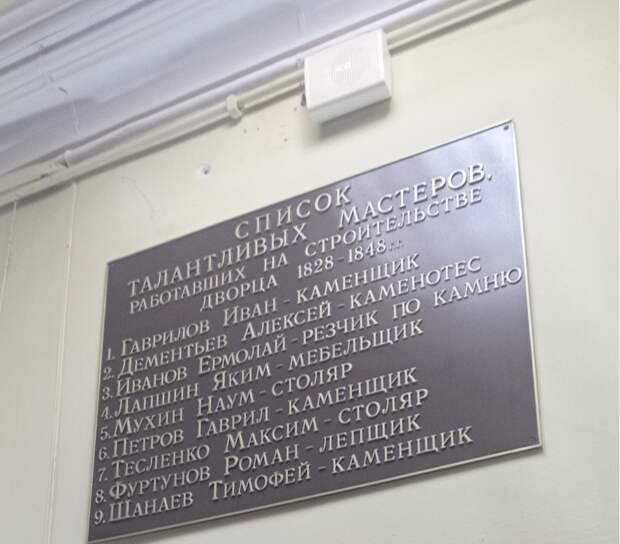 СПИСОК
ТАЛАНТЛИВЫХ МАСТЕРОВ,
РАБОТАВШИХ НА СТРОИТЕЛЬСТВЕ
ДВОРЦА 1828-1848 г.г.
1. ГАВРИЛОВ ИВАН - КАМЕНЩИК
2. ДЕМЕНТЬЕВ АЛЕКСЕЙ - КАМЕНОТЕС
3. ИВАНОВ ЕРМОЛАЙ - РЕЗЧИК ПО КАМНЮ
4. ЛАПШИН ЯКИМ - МЕБЕЛЬЩИК
5. МУХИН НАУМ - СТОЛЯР
6. ПЕТРОВ ГАВРИЛ - КАМЕНЩИК
7. ТЕСЛЕНКО МАКСИМ - СТОЛЯР
8. ФУРТУНОВ РОМАН - ЛЕПЩИК
9. ШАНАЕВ ТИМОФЕЙ - КАМЕНЩИК